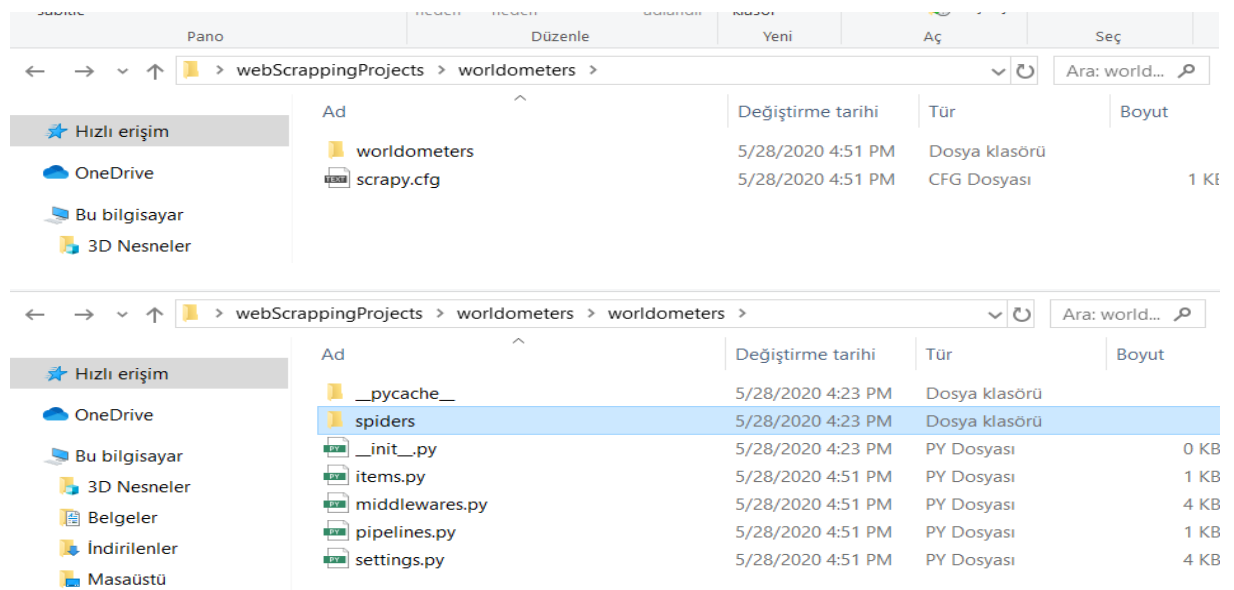 Pano Düzenle Yeni Aç Seç
webScrappingProjects > worldometers > Ara: world...
Ad Değiştirme tarihi Tür Boyut
Hızlı erişim
worldometers 5/28/2020 4:51 PM Dosya klasörü
OneDrive
scrapy.cfg 5/28/2020 4:51 PM CFG Dosyası 1 KB
Bu bilgisayar
3D Nesneler
webScrappingProjects > worldometers > worldometers > Ara: world...
Ad Değiştirme tarihi Tür Boyut
Hızlı erişim
__pycache__ 5/28/2020 4:23 PM Dosya klasörü
OneDrive
spiders 5/28/2020 4:23 PM Dosya klasörü
__init__.py 5/28/2020 4:23 PM PY Dosyası 0 KB
Bu bilgisayar
items.py 5/28/2020 4:51 PM PY Dosyası 1 KB
3D Nesneler
middlewares.py 5/28/2020 4:51 PM PY Dosyası 4 KB
Belgeler
pipelines.py 5/28/2020 4:51 PM PY Dosyası 1 KB
İndirilenler
settings.py 5/28/2020 4:51 PM PY Dosyası 4 KB
Masaüstü